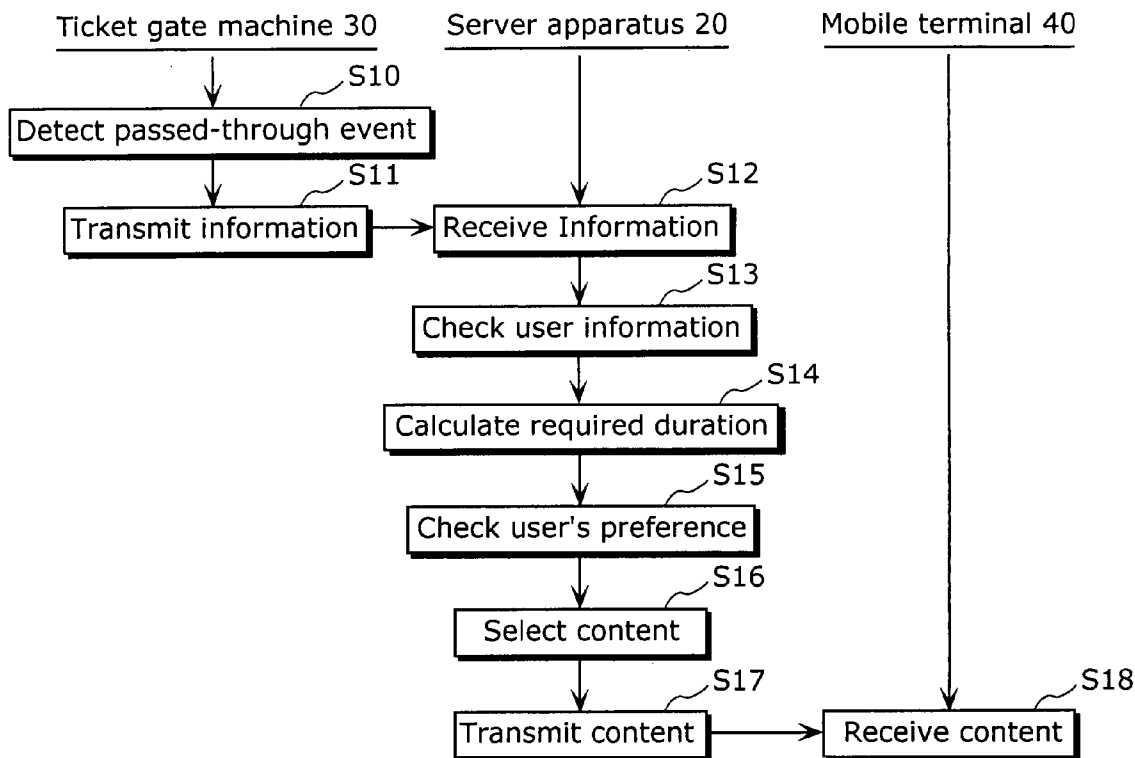 Ticket gate machine 30
Server apparatus 20
Mobile terminal 40
S10
Detect passed-through event
S11
S12
Transmit information
Receive Information
S13
Check user information
S14
Calculate required duration
S15
Check user's preference
S16
Select content
S17
S18
Transmit content
Receive content